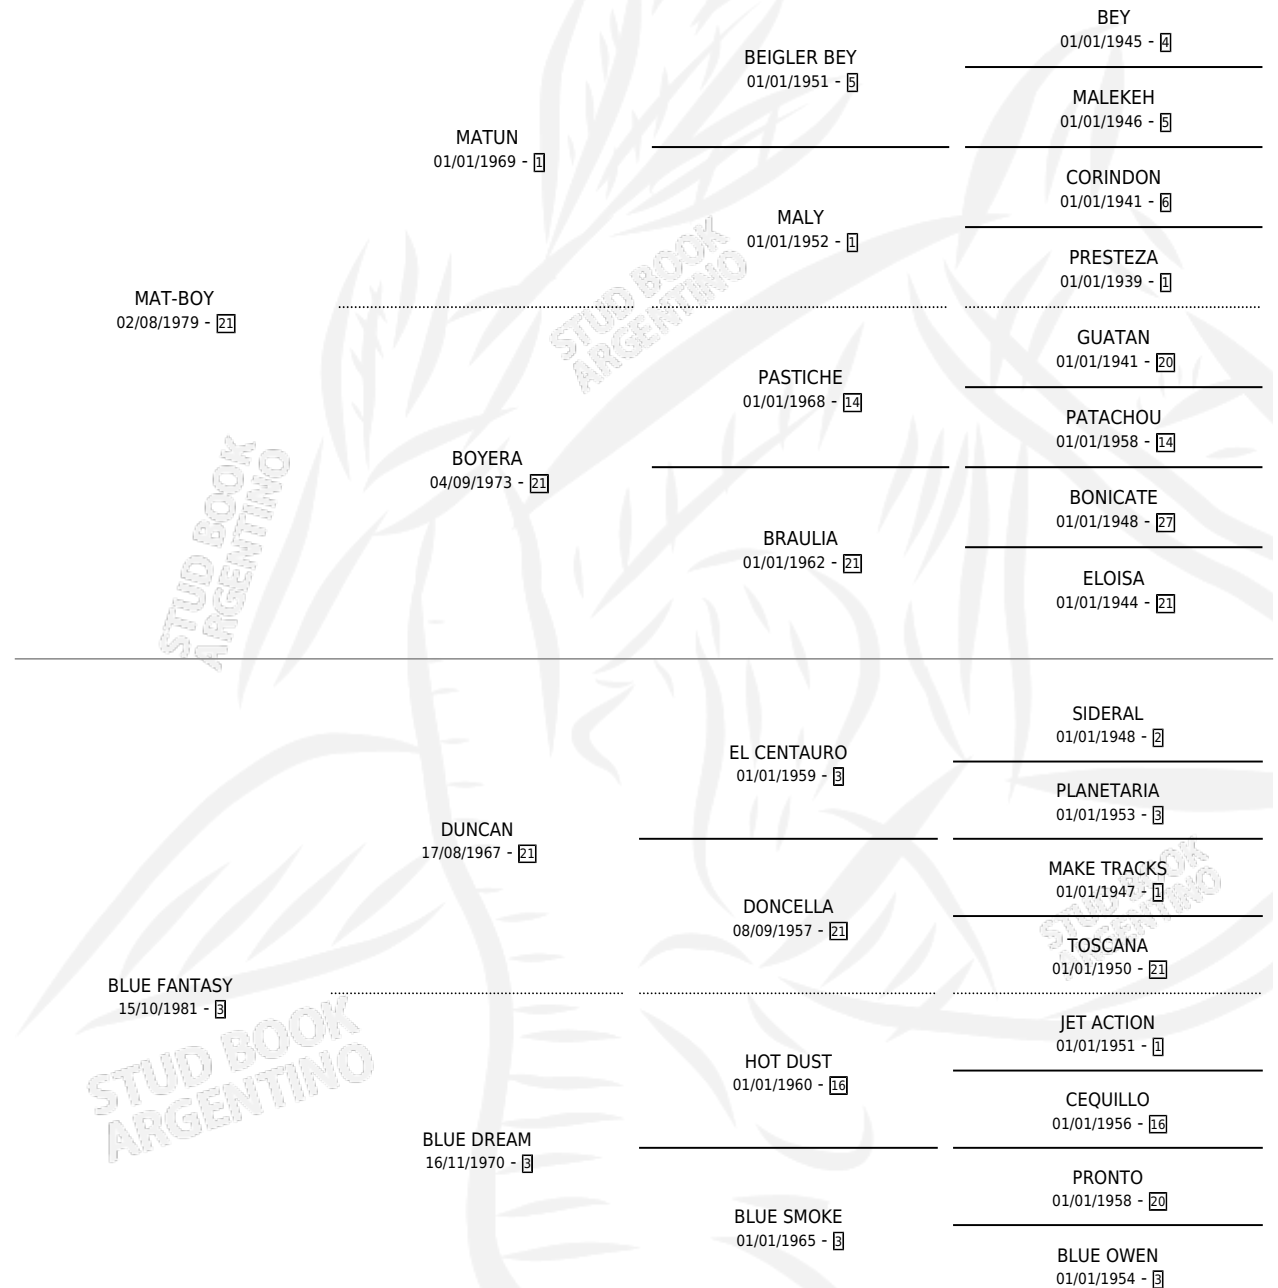 BEY
01/01/1945 - 4
BEIGLER BEY
01/01/1951 - 5
MALEKEH
01/01/1946 - 5
MATUN
01/01/1969 - 1
CORINDON
01/01/1941 - 6
MALY
01/01/1952 - 1
PRESTEZA
01/01/1939 - 1
MAT-BOY
02/08/1979 - 21
GUATAN
01/01/1941 - 20
PASTICHE
01/01/1968 - 14
PATACHOU
01/01/1958 - 14
BOYERA
04/09/1973 - 21
BONICATE
01/01/1948 - 27
BRAULIA
01/01/1962 - 21
ELOISA
01/01/1944 - 21
SIDERAL
01/01/1948 - 2
EL CENTAURO
01/01/1959 - 3
PLANETARIA
01/01/1953 - 3
DUNCAN
17/08/1967 - 21
MAKE TRACKS
01/01/1947 - 1
DONCELLA
08/09/1957 - 21
TOSCANA
01/01/1950 - 21
BLUE FANTASY
15/10/1981 - 3
JET ACTION
01/01/1951 - 1
HOT DUST
01/01/1960 - 16
CEQUILLO
01/01/1956 - 16
BLUE DREAM
16/11/1970 - 3
PRONTO
01/01/1958 - 20
BLUE SMOKE
01/01/1965 - 3
BLUE OWEN
01/01/1954 - 3
STUD BOOK
ARGENTINO
STUD BOOK
ARGENTINO
STUD BOOK
ARGENTINO
STUD BOOK
ARGENTINO